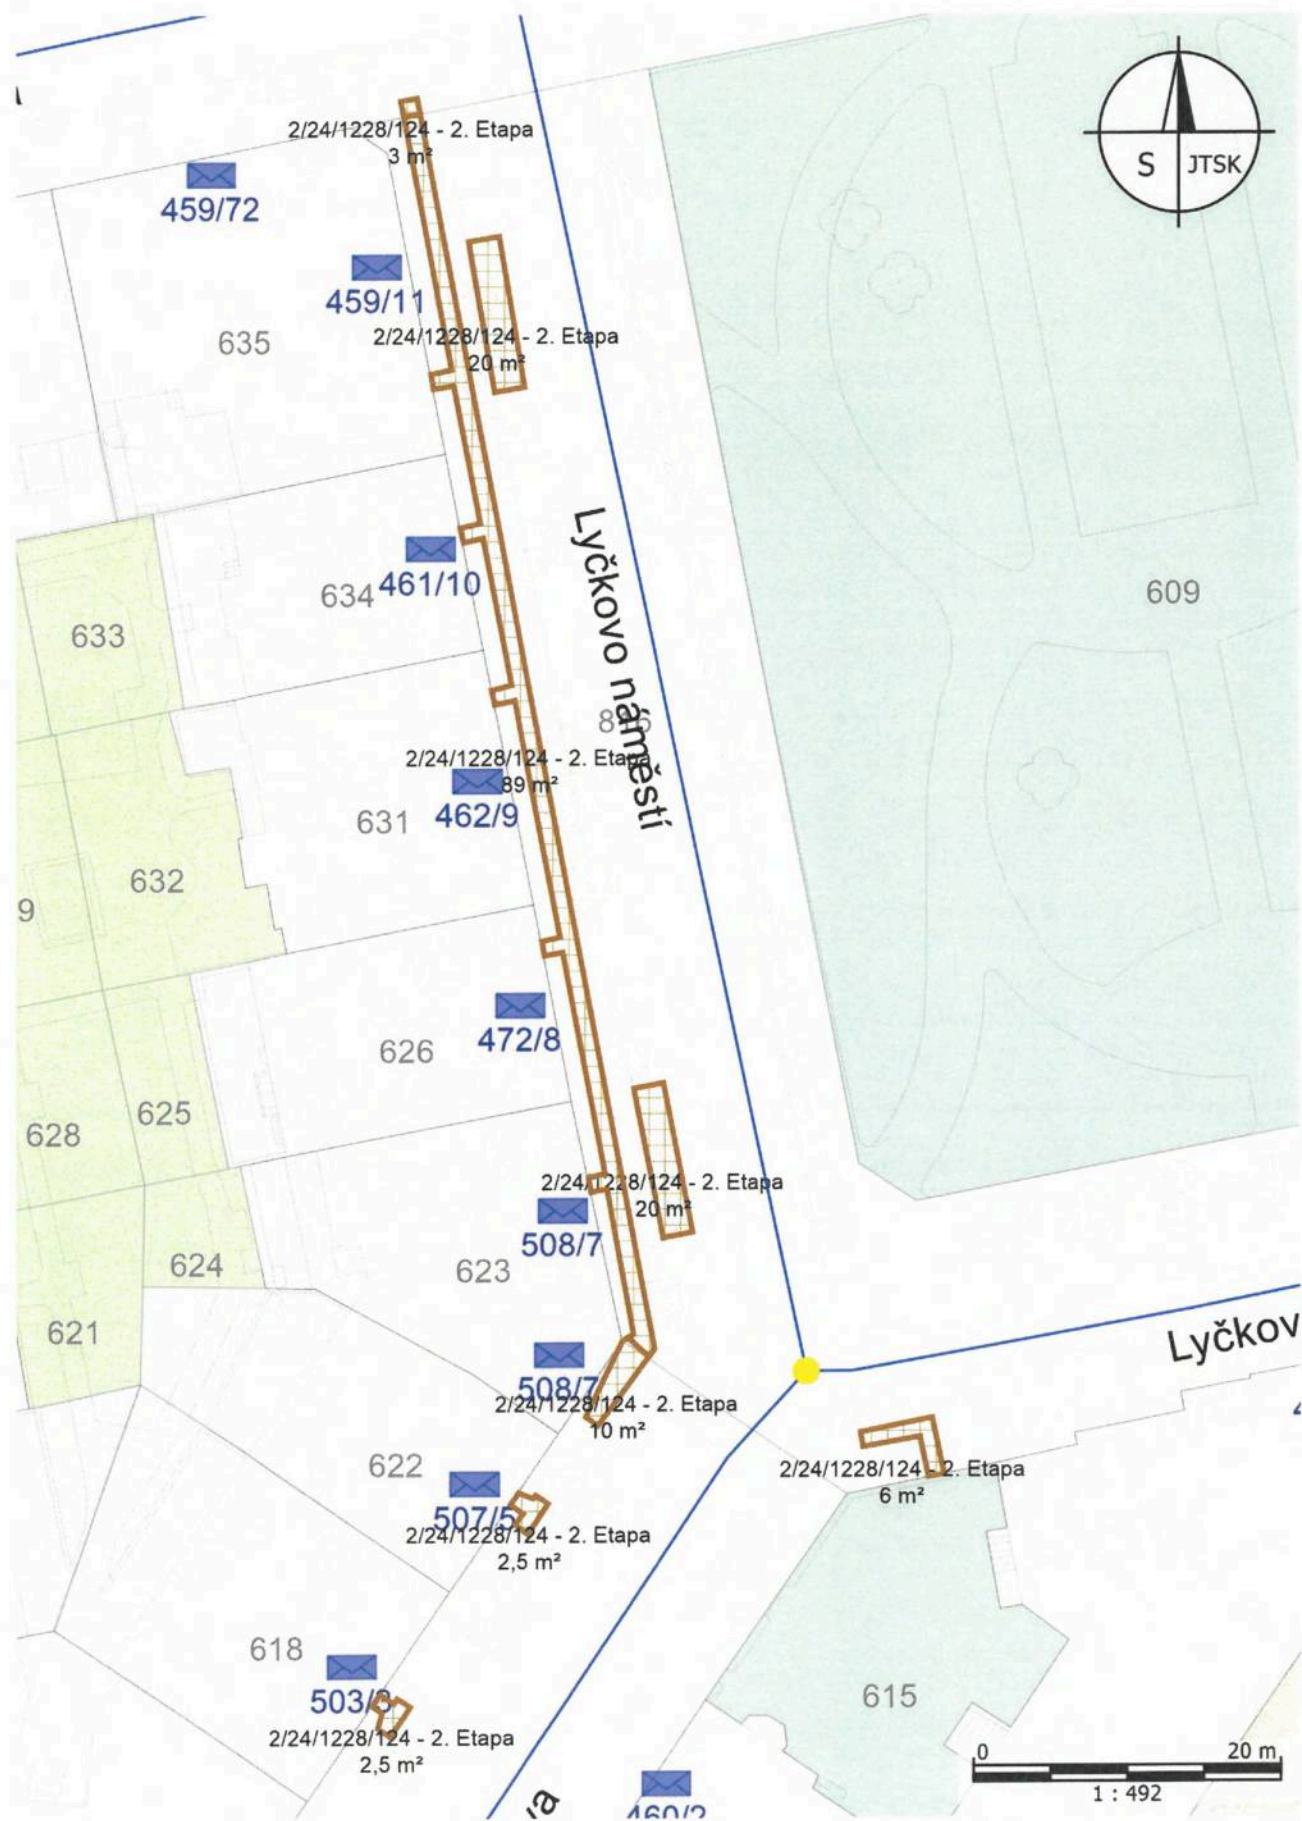 S JTSK
2/24/1228/124 - 2. Etapa
3 m²
459/72
459/11
635
2/24/1228/124 - 2. Etapa
20 m²
Lyčkovo náměstí
461/10
634
609
633
816
2/24/1228/124 - 2. Etapa
89 m²
462/9
631
632
9
472/8
626
625
628
2/24/1228/124 - 2. Etapa
20 m²
508/7
624
623
621
Lyčkov
508/7
2/24/1228/124 - 2. Etapa
10 m²
622
2/24/1228/124 - 2. Etapa
6 m²
507/5
2/24/1228/124 - 2. Etapa
2,5 m²
618
503/3
615
2/24/1228/124 - 2. Etapa
2,5 m²
0 20 m
1 : 492
va
460/2